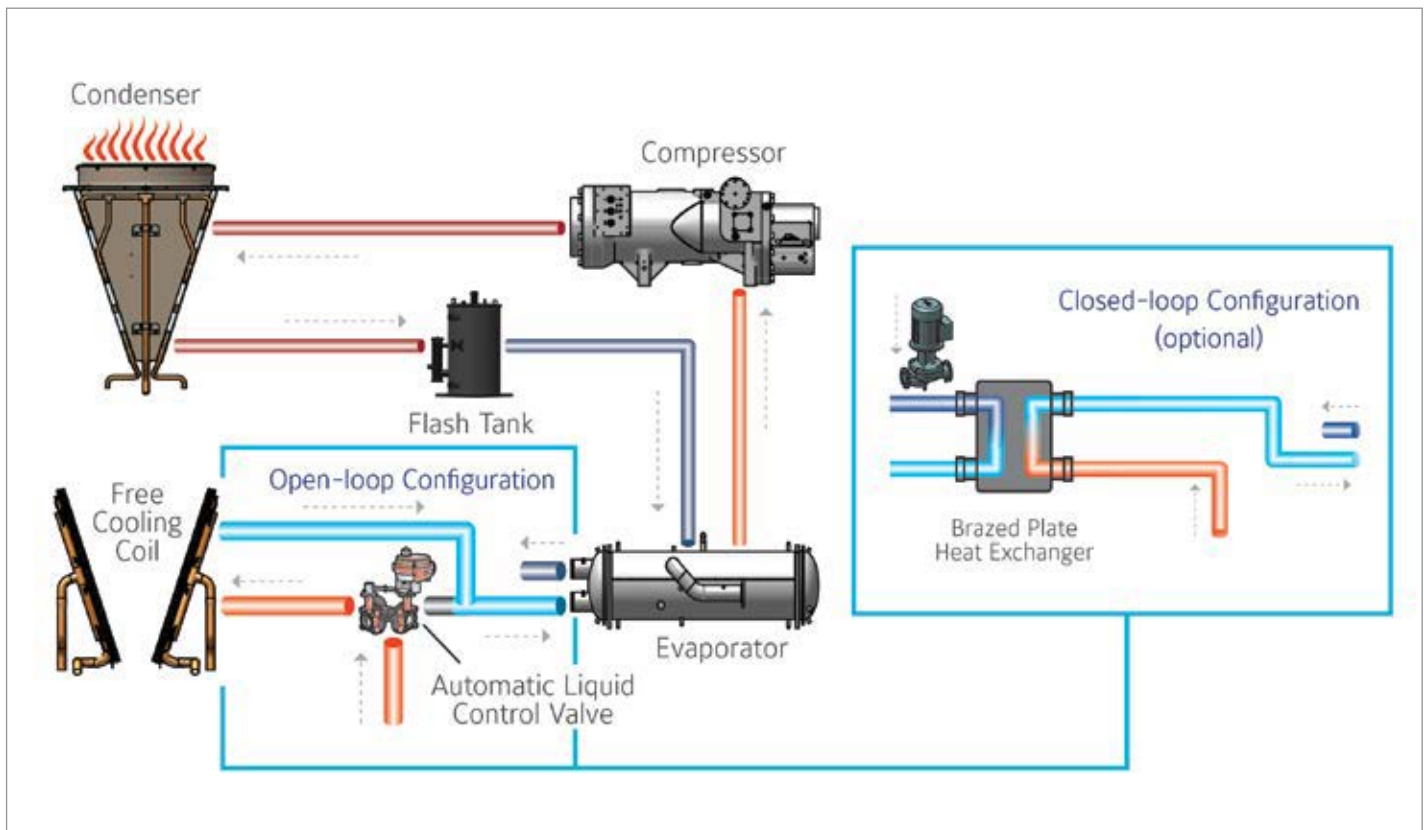 Condenser
Compressor
Closed-loop Configuration
(optional)
Flash Tank
Open-loop Configuration
Free
Cooling
Coil
Brazed Plate
Heat Exchanger
Evaporator
Automatic Liquid
Control Valve